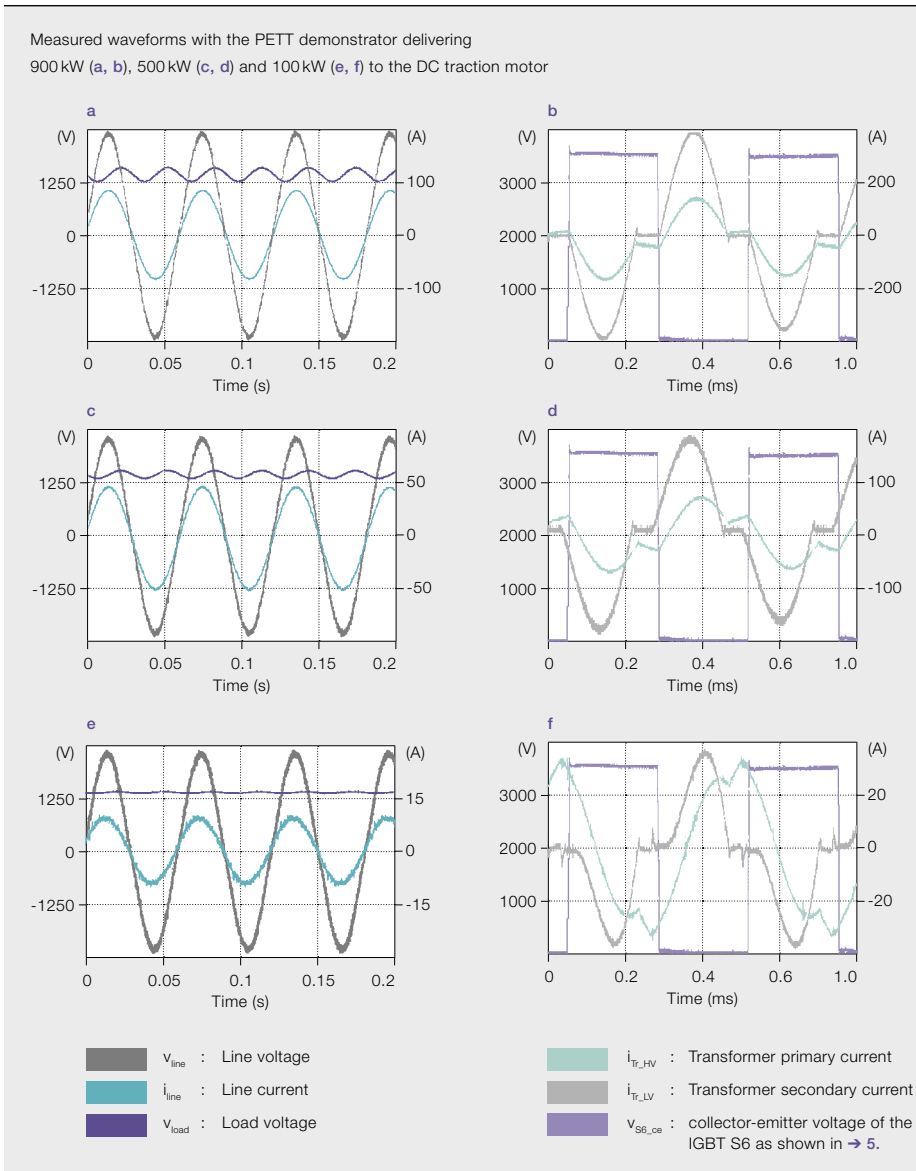 Measured waveforms with the PETT demonstrator delivering
900 kW (a, b), 500 kW (c, d) and 100 kW (e, f) to the DC traction motor
a
(V)
(A)
1250
0
-1250
100
0
-100
0
0.05
0.1
0.15
0.2
Time (s)
b
(V)
(A)
3000
2000
1000
200
0
-200
0
0.2
0.4
0.6
0.8
1.0
Time (ms)
c
(V)
(A)
1250
0
-1250
50
0
-50
0
0.05
0.1
0.15
0.2
Time (s)
d
(V)
(A)
3000
2000
1000
100
0
-100
0
0.2
0.4
0.6
0.8
1.0
Time (ms)
e
(V)
(A)
1250
0
-1250
15
0
-15
0
0.05
0.1
0.15
0.2
Time (s)
f
(V)
(A)
3000
2000
1000
20
0
-20
0
0.2
0.4
0.6
0.8
1.0
Time (ms)
v_line : Line voltage
i_line : Line current
v_load : Load voltage
i_Tr_HV : Transformer primary current
i_Tr_LV : Transformer secondary current
v_S6_ce : collector-emitter voltage of the
IGBT S6 as shown in → 5.